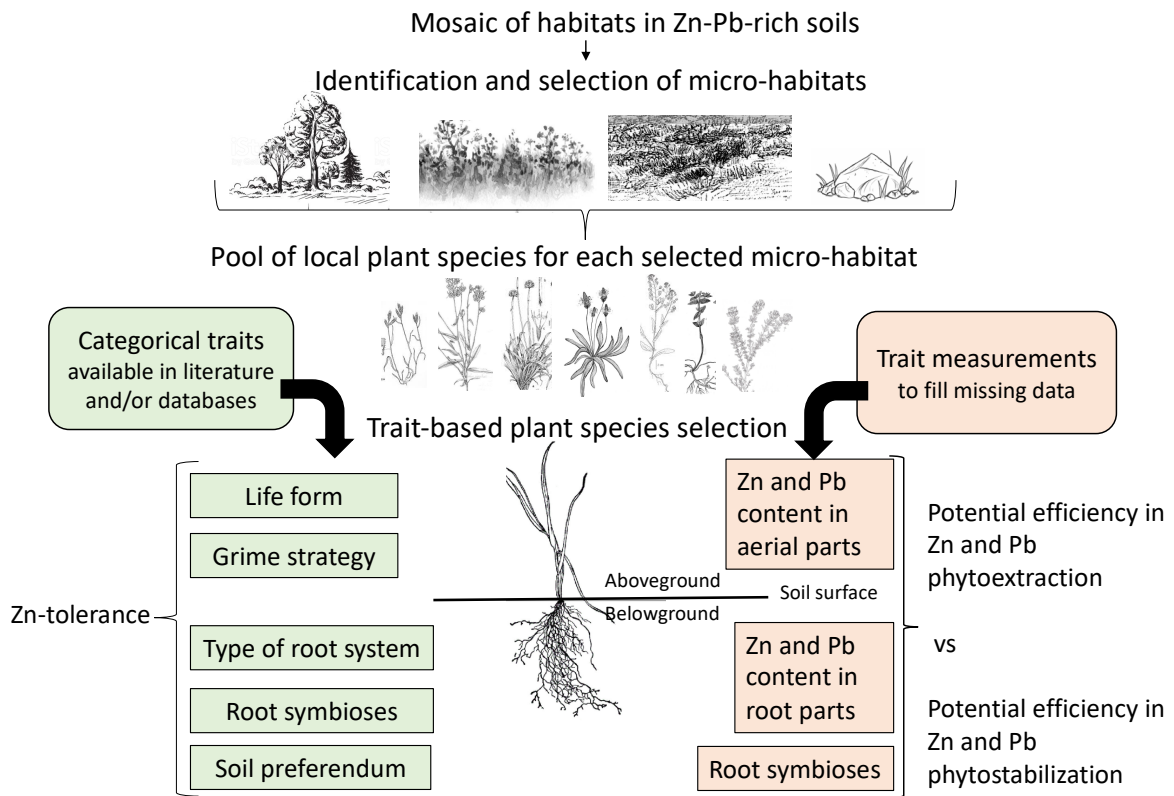 Mosaic of habitats in Zn-Pb-rich soils
Identification and selection of micro-habitats
Pool of local plant species for each selected micro-habitat
Categorical traits
available in literature
and/or databases
Trait measurements
to fill missing data
Trait-based plant species selection
Zn-tolerance
Life form
Grime strategy
Type of root system
Root symbioses
Soil preferendum
Aboveground
Soil surface
Belowground
Zn and Pb
content in
aerial parts
Zn and Pb
content in
root parts
Root symbioses
Potential efficiency in
Zn and Pb
phytoextraction
vs
Potential efficiency in
Zn and Pb
phytostabilization